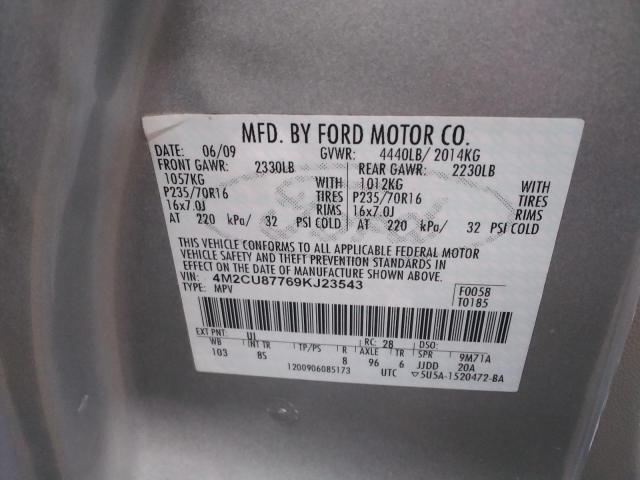 MFD. BY FORD MOTOR CO.
DATE: 06/09 GVWR: 4440LB/ 2014KG
FRONT GAWR: 2330LB REAR GAWR: 2230LB
1057KG WITH 1012KG WITH
P235/70R16 TIRES P235/70R16 TIRES
16x7.0J RIMS 16x7.0J RIMS
AT 220 kPa/ 32 PSI COLD AT 220 kPa/ 32 PSI COLD
THIS VEHICLE CONFORMS TO ALL APPLICABLE FEDERAL MOTOR
VEHICLE SAFETY AND THEFT PREVENTION STANDARDS IN
EFFECT ON THE DATE OF MANUFACTURE SHOWN ABOVE.
VIN: 4M2CU87769KJ23543 F0058
TYPE: MPV T0185
EXT PNT: UI RC: 28 DSO:
WB INT TR TP/PS R AXLE TR SPR 9M71A
103 85 8 96 6 JJDD 20A
1200906085173 UTC ▽5U5A-1520472-BA
Ford